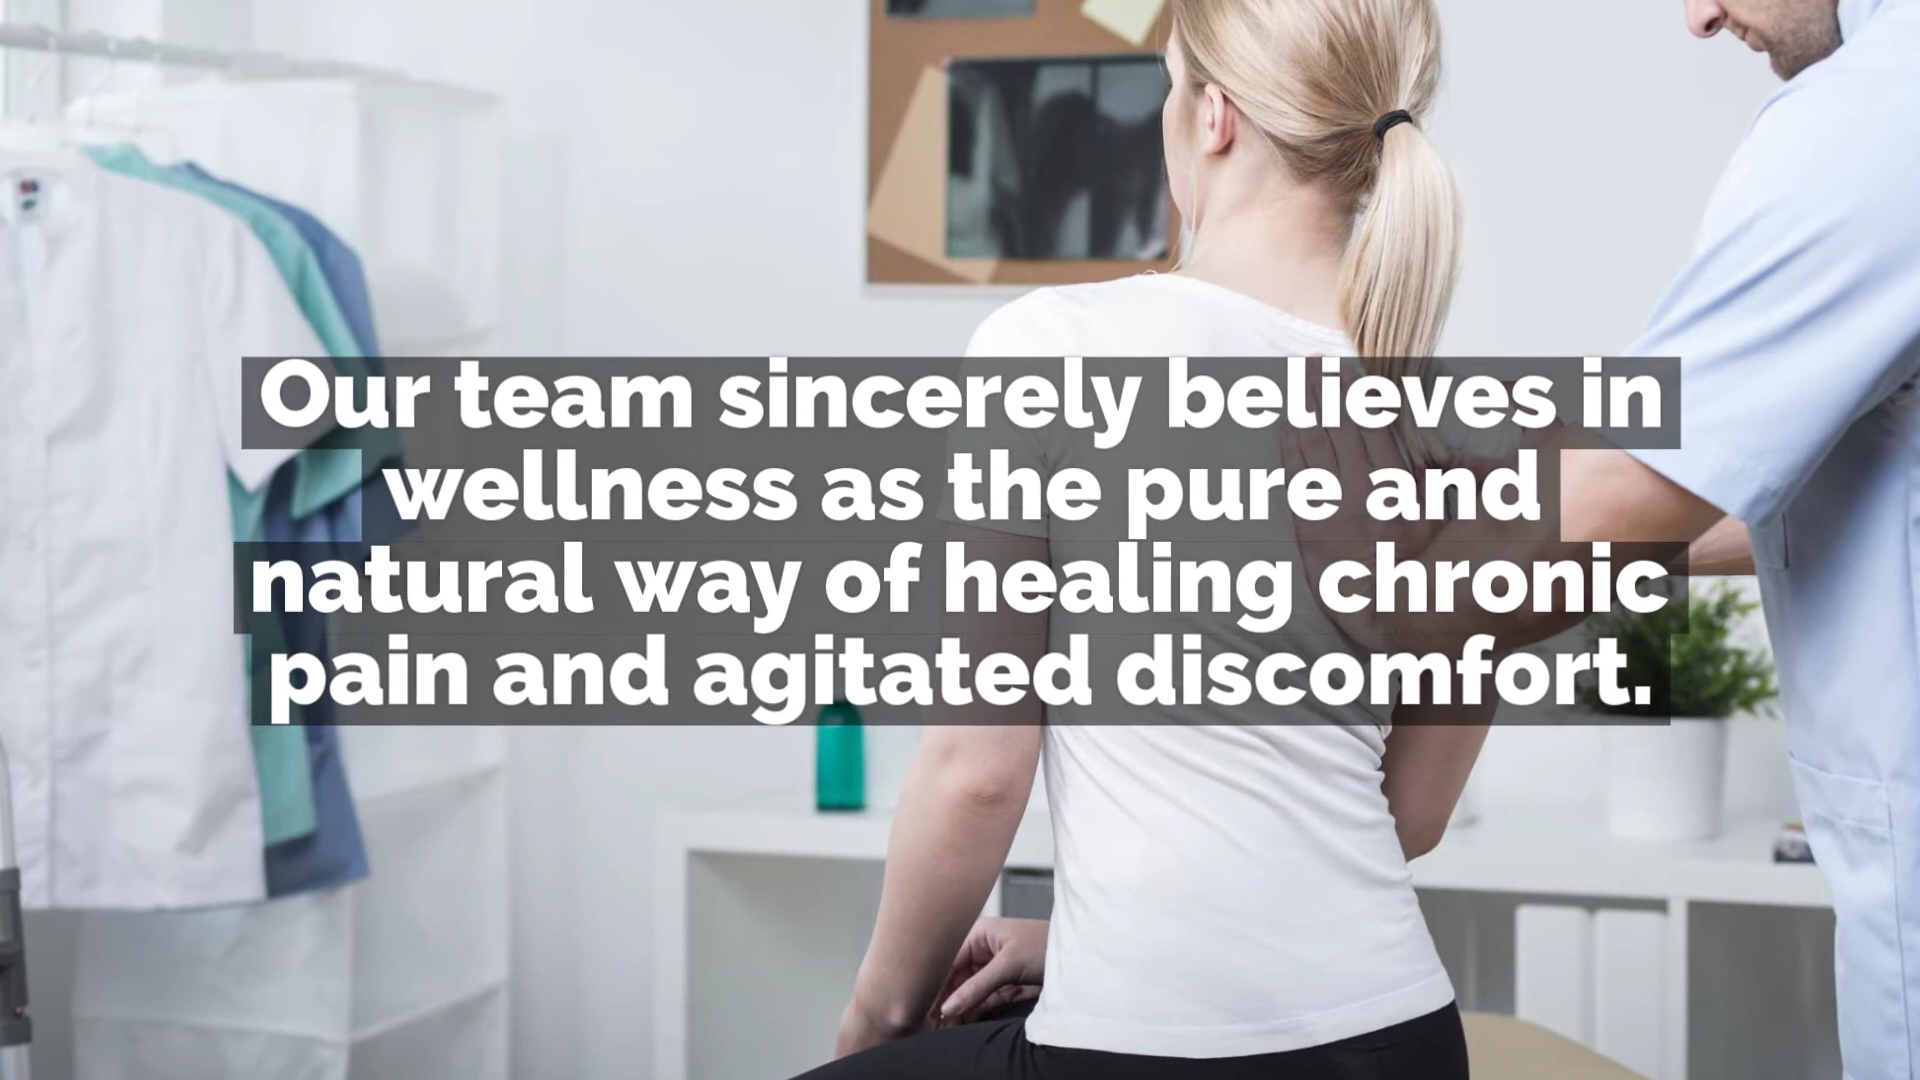 Our team sincerely believes in
wellness as the pure and
natural way of healing chronic
pain and agitated discomfort.